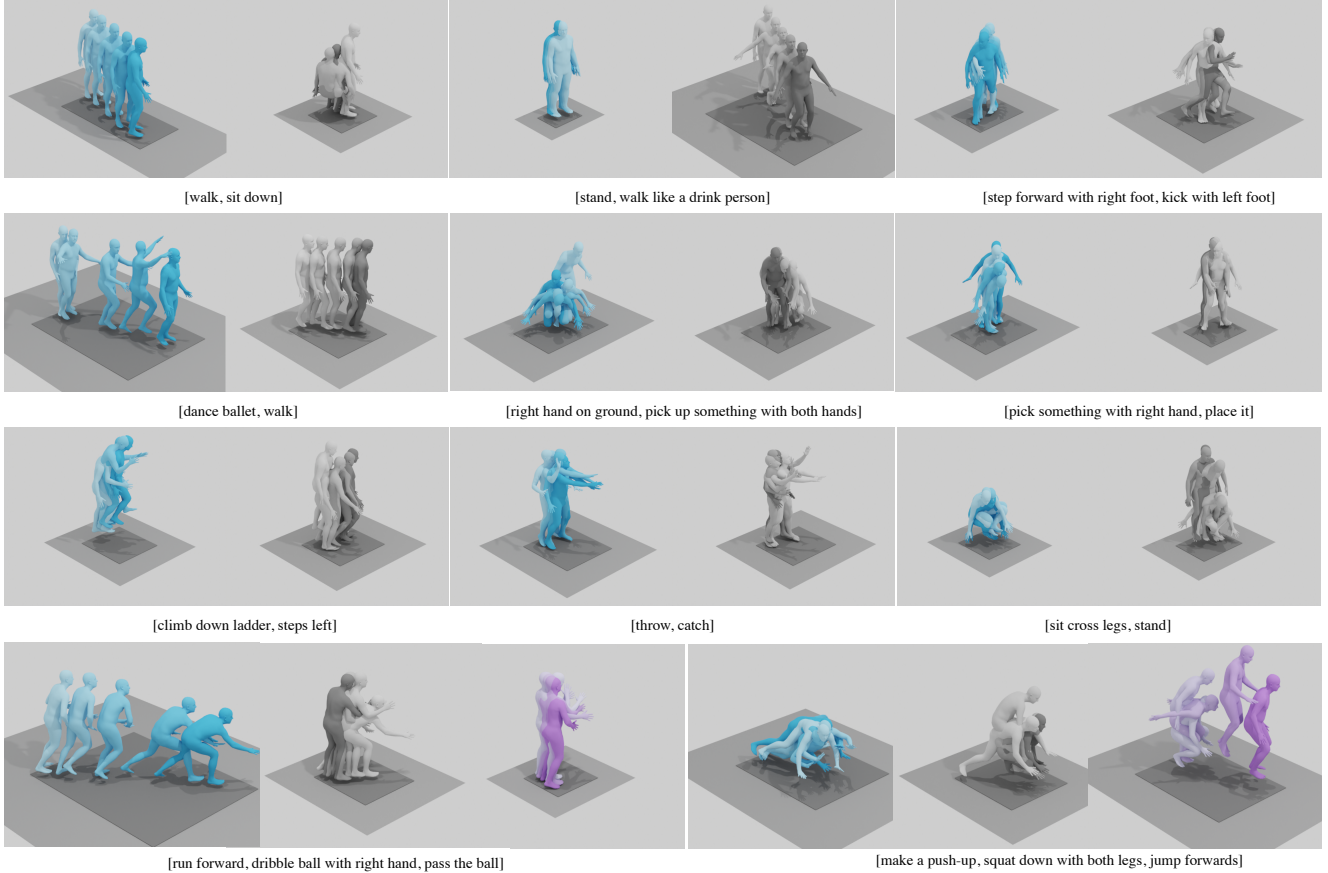 [walk, sit down]
[stand, walk like a drink person]
[step forward with right foot, kick with left foot]
[dance ballet, walk]
[right hand on ground, pick up something with both hands]
[pick something with right hand, place it]
[climb down ladder, steps left]
[throw, catch]
[sit cross legs, stand]
[run forward, dribble ball with right hand, pass the ball]
[make a push-up, squat down with both legs, jump forwards]